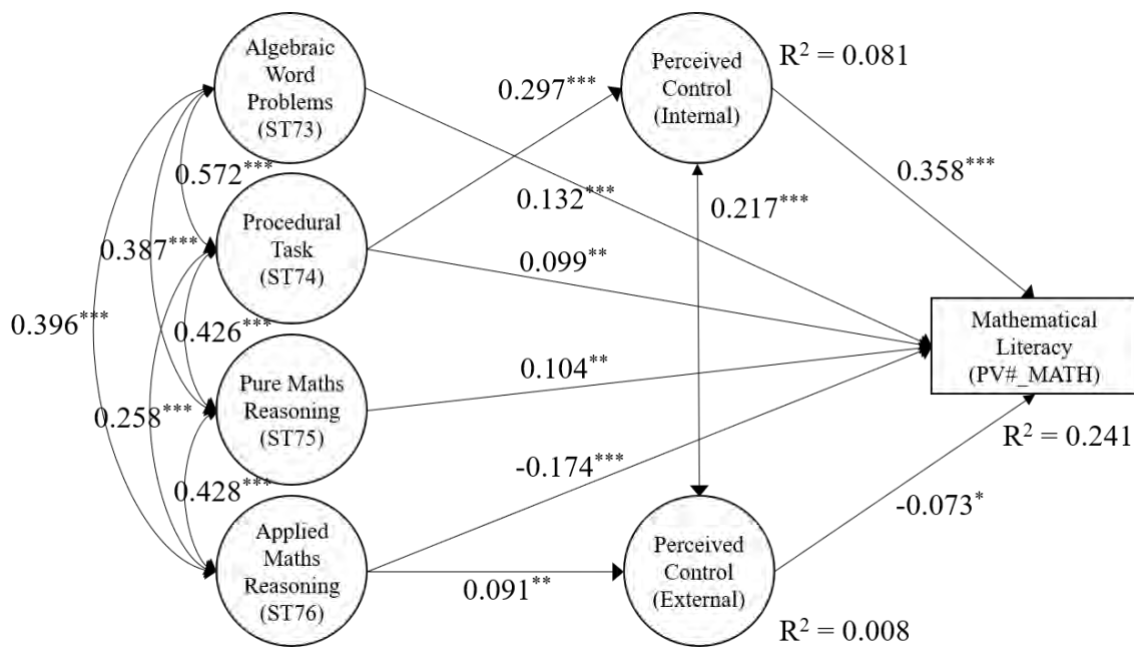 Algebraic
Word
Problems
(ST73)
Perceived
Control
(Internal)
R² = 0.081
0.297***
0.358***
0.572***
0.132***
0.217***
Procedural
Task
(ST74)
0.387***
0.099**
0.396***
0.426***
Mathematical
Literacy
(PV#_MATH)
0.104**
Pure Maths
Reasoning
(ST75)
0.258***
R² = 0.241
0.428***
-0.174***
-0.073*
Applied
Maths
Reasoning
(ST76)
0.091**
Perceived
Control
(External)
R² = 0.008